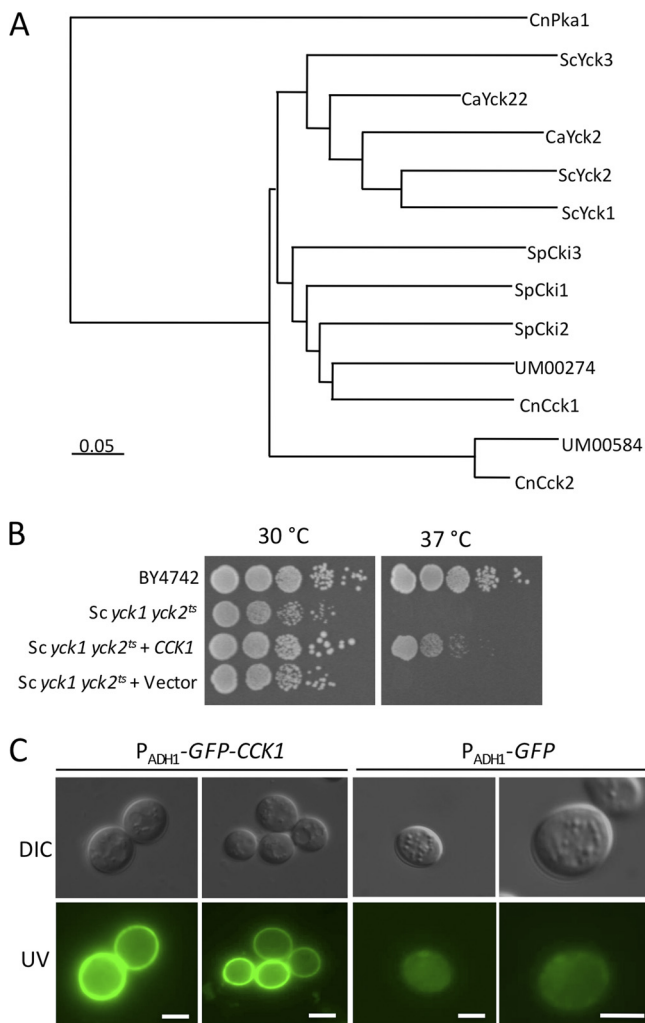 A
CnPka1
ScYck3
CaYck22
CaYck2
ScYck2
ScYck1
SpCki3
SpCki1
SpCki2
UM00274
CnCck1
UM00584
CnCck2
0.05
B
30 °C 37 °C
BY4742
Sc yck1 yck2ts
Sc yck1 yck2ts + CCK1
Sc yck1 yck2ts + Vector
C
PADH1-GFP-CCK1 PADH1-GFP
DIC
UV